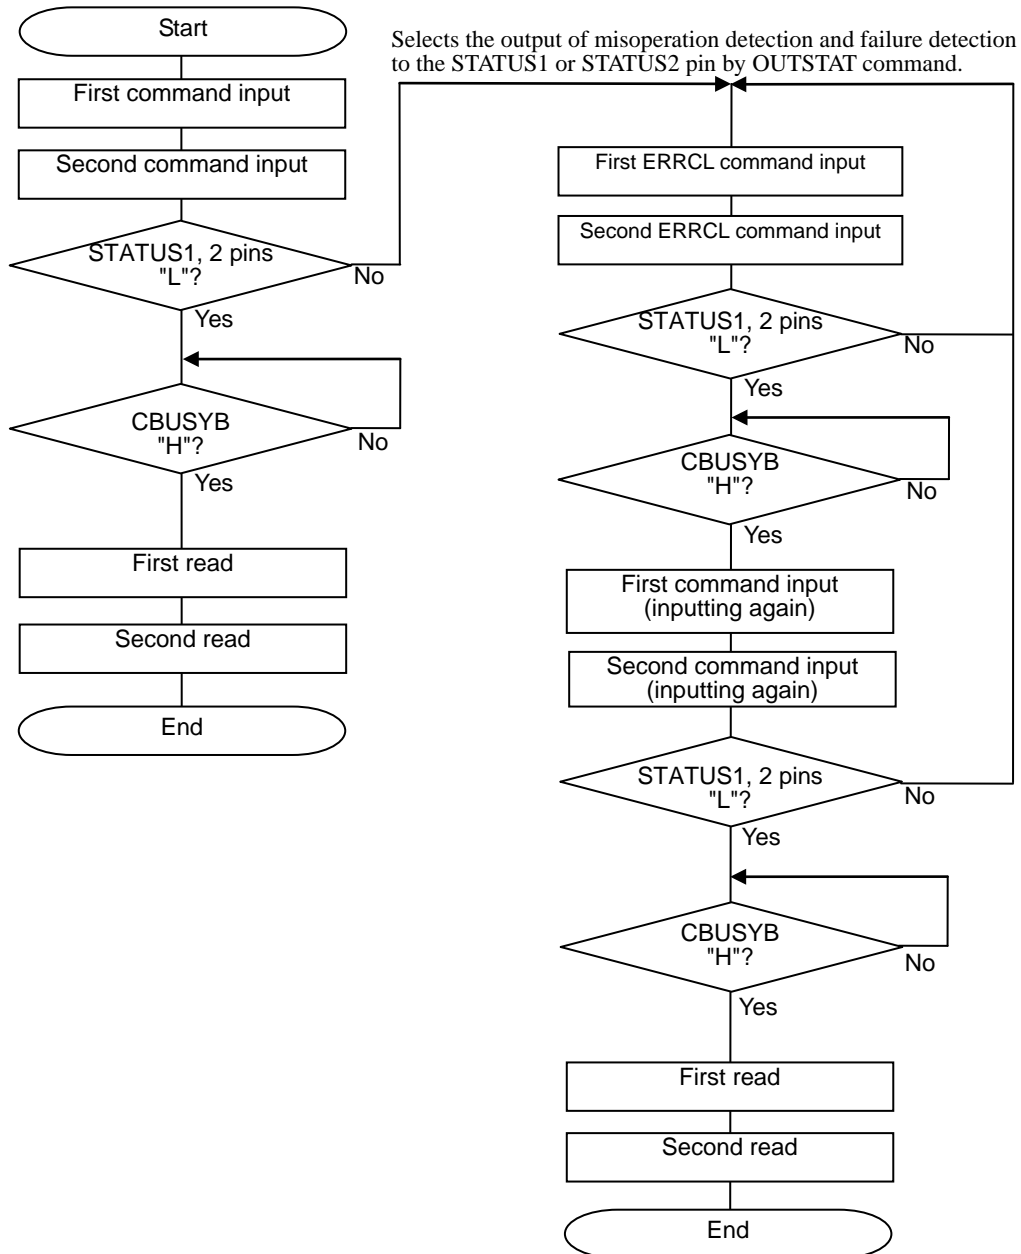 Start
First command input
Second command input
STATUS1, 2 pins
"L"?
No
Yes
CBUSYB
"H"?
No
Yes
First read
Second read
End
Selects the output of misoperation detection and failure detection
to the STATUS1 or STATUS2 pin by OUTSTAT command.
First ERRCL command input
Second ERRCL command input
STATUS1, 2 pins
"L"?
No
Yes
CBUSYB
"H"?
No
Yes
First command input
(inputting again)
Second command input
(inputting again)
STATUS1, 2 pins
"L"?
No
Yes
CBUSYB
"H"?
No
Yes
First read
Second read
End